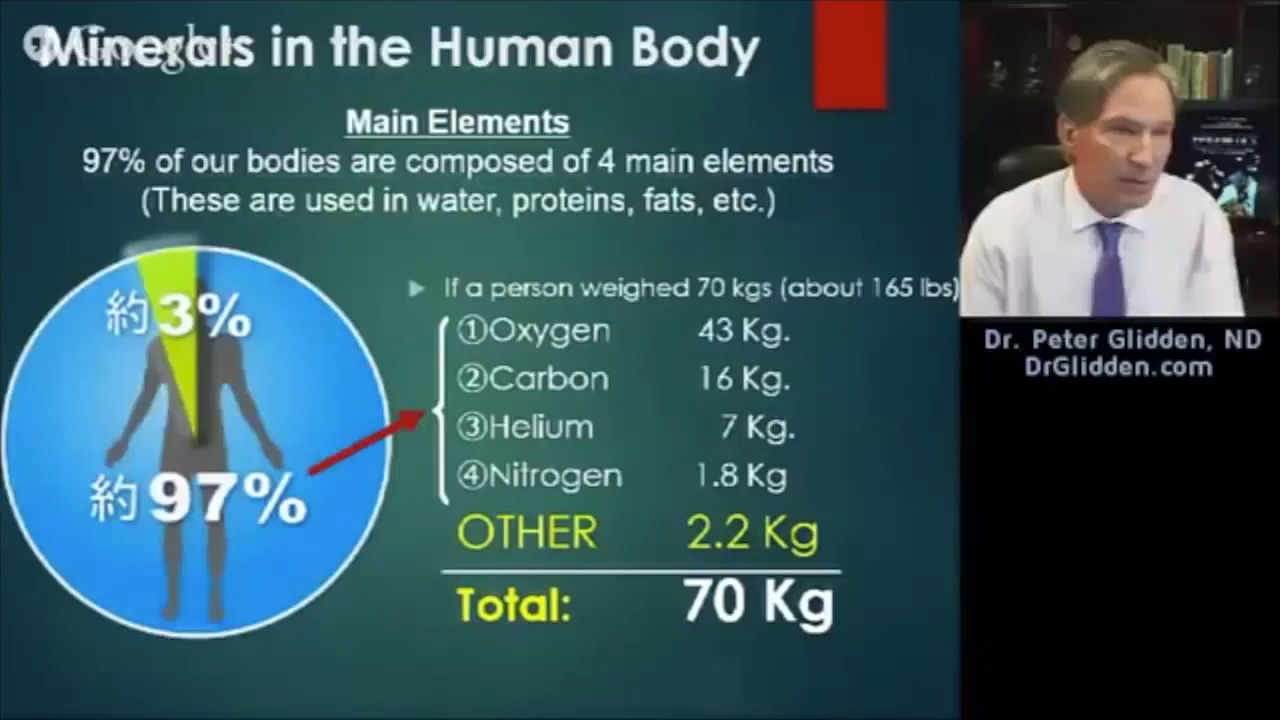 Minerals in the Human Body
Main Elements
97% of our bodies are composed of 4 main elements
(These are used in water, proteins, fats, etc.)
約3%
約97%
If a person weighed 70 kgs (about 165 lbs)
①Oxygen 43 Kg.
②Carbon 16 Kg.
③Helium 7 Kg.
④Nitrogen 1.8 Kg
OTHER 2.2 Kg
Total: 70 Kg
Dr. Peter Glidden, ND
DrGlidden.com